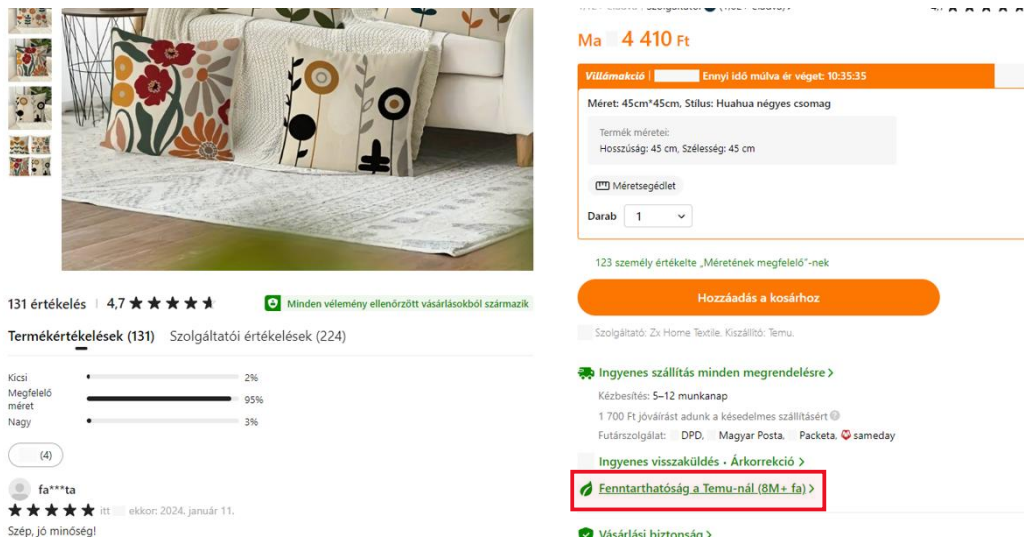 131 értékelés 4,7
Minden vélemény ellenőrzött vásárlásokból származik
Termékértékelések (131) Szolgáltatói értékelések (224)
Kicsi 2%
Megfelelő méret 95%
Nagy 3%
(4)
fa***ta
itt ekkor: 2024. január 11.
Szép, jó minőség!
Ma 4 410 Ft
Villámakció | Ennyi idő múlva ér véget: 10:35:35
Méret: 45cm*45cm, Stílus: Huahua négyes csomag
Termék méretei:
Hosszúság: 45 cm, Szélesség: 45 cm
Méretsegédlet
Darab 1
123 személy értékelte „Méretének megfelelő"-nek
Hozzáadás a kosárhoz
Szolgáltató: Zx Home Textile. Kiszállító: Temu.
Ingyenes szállítás minden megrendelésre >
Kézbesítés: 5–12 munkanap
1 700 Ft jóváírást adunk a késedelmes szállításért
Futárszolgálat: DPD, Magyar Posta, Packeta, sameday
Ingyenes visszaküldés · Árkorrekció >
Fenntarthatóság a Temu-nál (8M+ fa) >
Vásárlási biztonság >